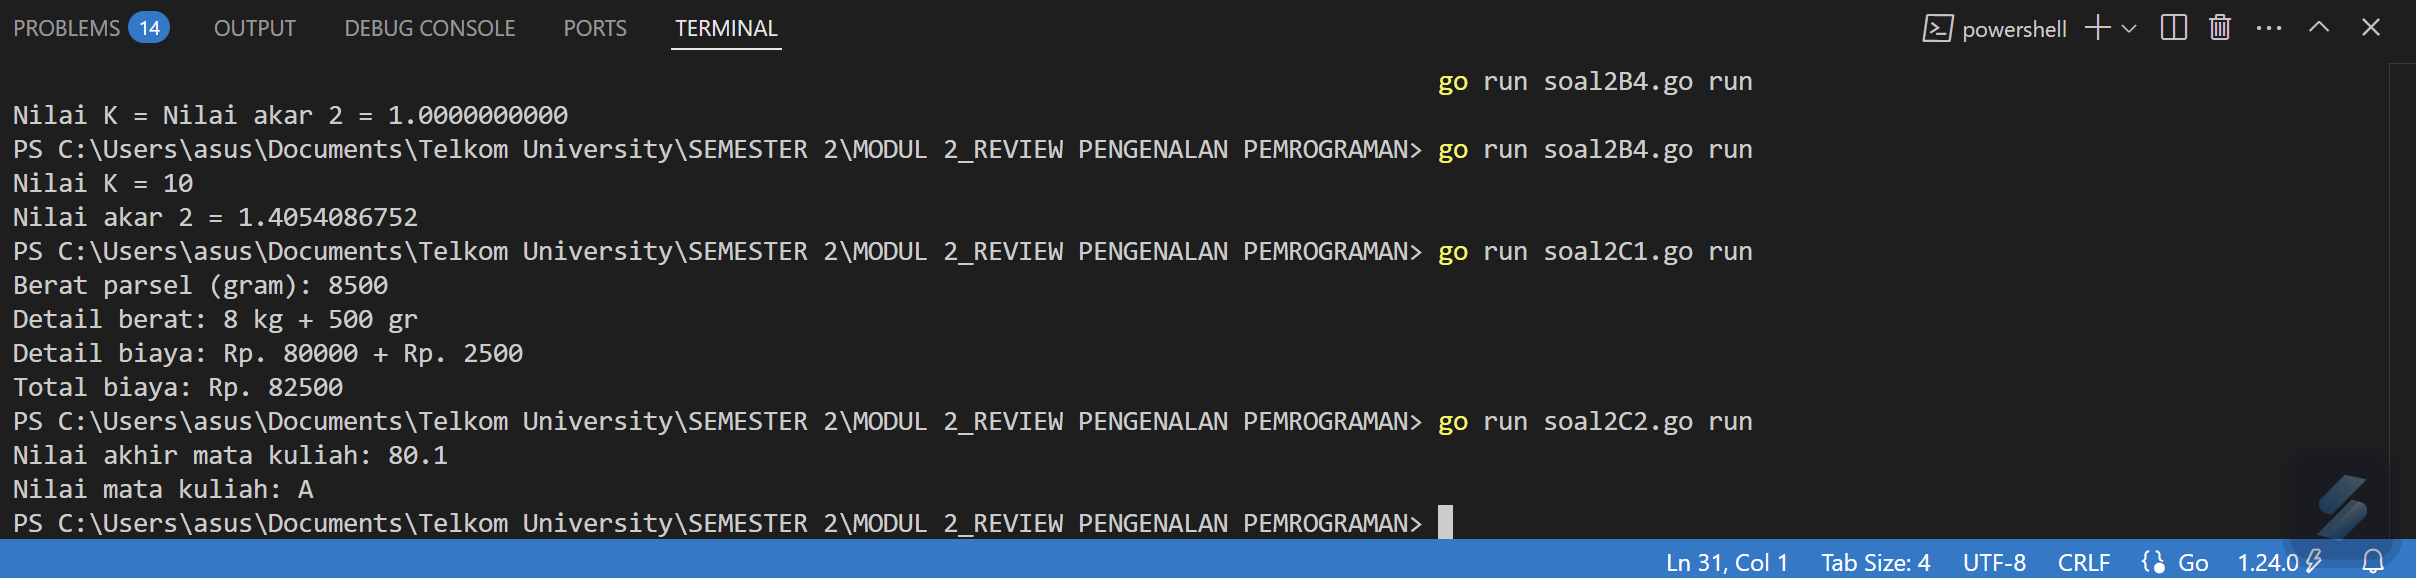 PROBLEMS 14 OUTPUT DEBUG CONSOLE PORTS TERMINAL powershell
go run soal2B4.go run
Nilai K = Nilai akar 2 = 1.0000000000
PS C:\Users\asus\Documents\Telkom University\SEMESTER 2\MODUL 2_REVIEW PENGENALAN PEMROGRAMAN> go run soal2B4.go run
Nilai K = 10
Nilai akar 2 = 1.4054086752
PS C:\Users\asus\Documents\Telkom University\SEMESTER 2\MODUL 2_REVIEW PENGENALAN PEMROGRAMAN> go run soal2C1.go run
Berat parsel (gram): 8500
Detail berat: 8 kg + 500 gr
Detail biaya: Rp. 80000 + Rp. 2500
Total biaya: Rp. 82500
PS C:\Users\asus\Documents\Telkom University\SEMESTER 2\MODUL 2_REVIEW PENGENALAN PEMROGRAMAN> go run soal2C2.go run
Nilai akhir mata kuliah: 80.1
Nilai mata kuliah: A
PS C:\Users\asus\Documents\Telkom University\SEMESTER 2\MODUL 2_REVIEW PENGENALAN PEMROGRAMAN>
Ln 31, Col 1 Tab Size: 4 UTF-8 CRLF Go 1.24.0